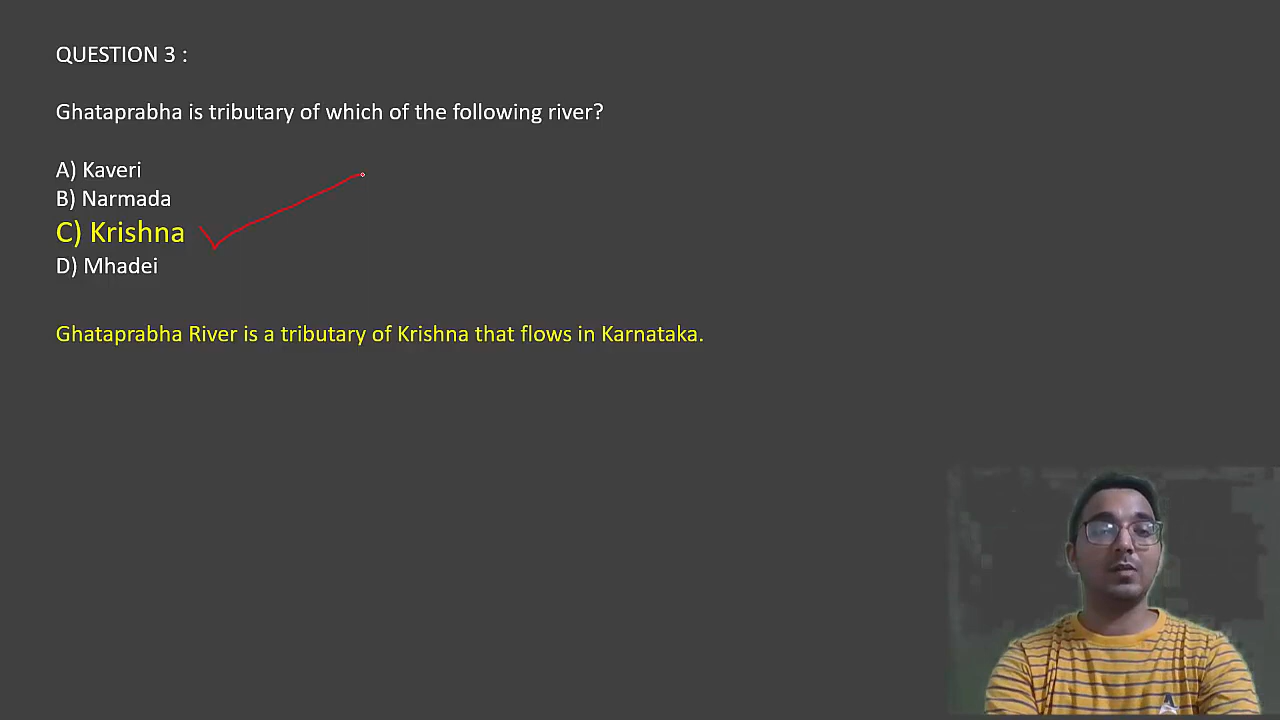 QUESTION 3 :
Ghataprabha is tributary of which of the following river?
A) Kaveri
B) Narmada
C) Krishna
D) Mhadei
Ghataprabha River is a tributary of Krishna that flows in Karnataka.